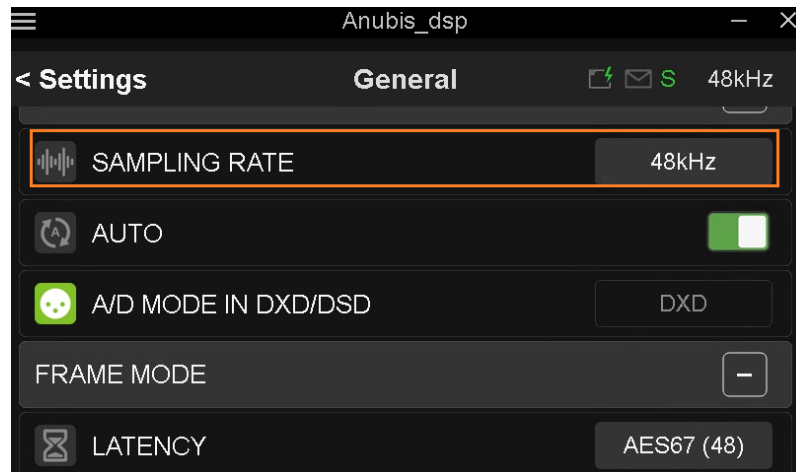 Anubis_dsp
< Settings General S 48kHz
SAMPLING RATE 48kHz
AUTO
A/D MODE IN DXD/DSD DXD
FRAME MODE
LATENCY AES67 (48)